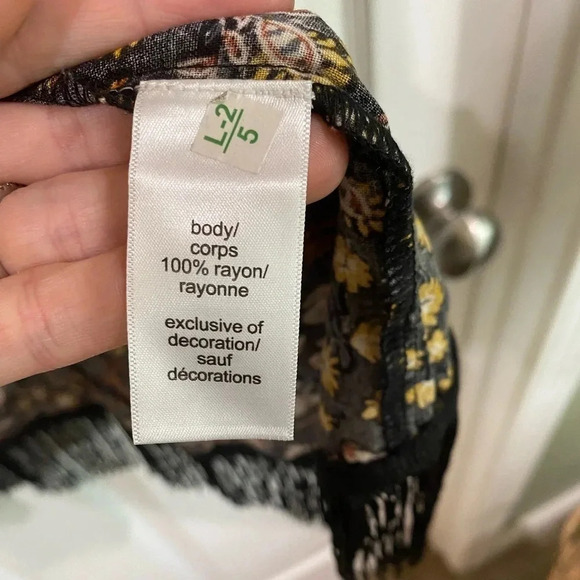 L-2
5
body/
corps
100% rayon/
rayonne
exclusive of
decoration/
sauf
décorations